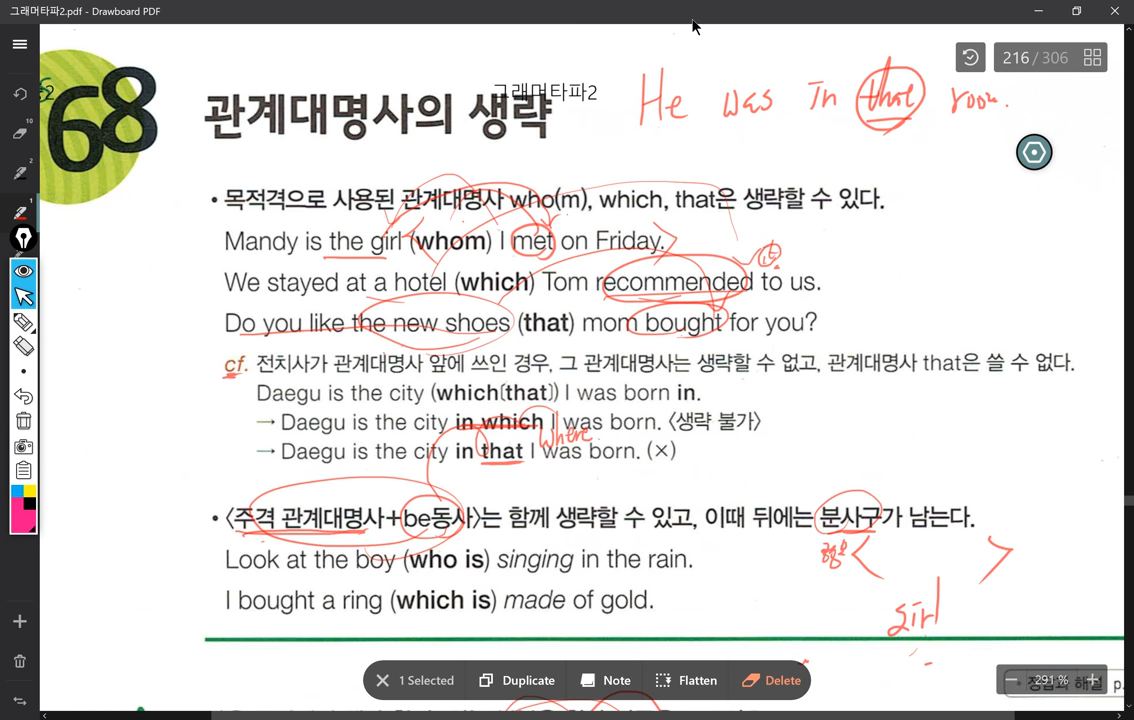 그래머타파2.pdf - Drawboard PDF
216 / 306
68
관계대명사의 생략
그래머타파2
He was In that room.
• 목적격으로 사용된 관계대명사 who(m), which, that은 생략할 수 있다.
Mandy is the girl (whom) I met on Friday.
it
We stayed at a hotel (which) Tom recommended to us.
Do you like the new shoes (that) mom bought for you?
cf. 전치사가 관계대명사 앞에 쓰인 경우, 그 관계대명사는 생략할 수 없고, 관계대명사 that은 쓸 수 없다.
Daegu is the city (which[that]) I was born in.
→ Daegu is the city in which I was born. 〈생략 불가〉
where
→ Daegu is the city in that I was born. (×)
• 〈주격 관계대명사+be동사〉는 함께 생략할 수 있고, 이때 뒤에는 분사구가 남는다.
Look at the boy (who is) singing in the rain.
I bought a ring (which is) made of gold.
girl
1 Selected Duplicate Note Flatten Delete
291 %
정답과 해설 p.